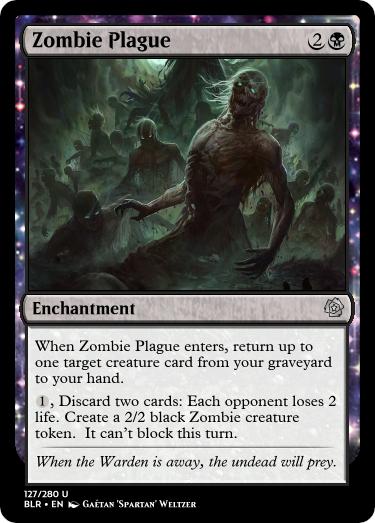 Zombie Plague 2
Enchantment
When Zombie Plague enters, return up to
one target creature card from your graveyard
to your hand.
1, Discard two cards: Each opponent loses 2
life. Create a 2/2 black Zombie creature
token. It can't block this turn.
When the Warden is away, the undead will prey.
127/280 U
BLR • EN Gaétan 'Spartan' Weltzer